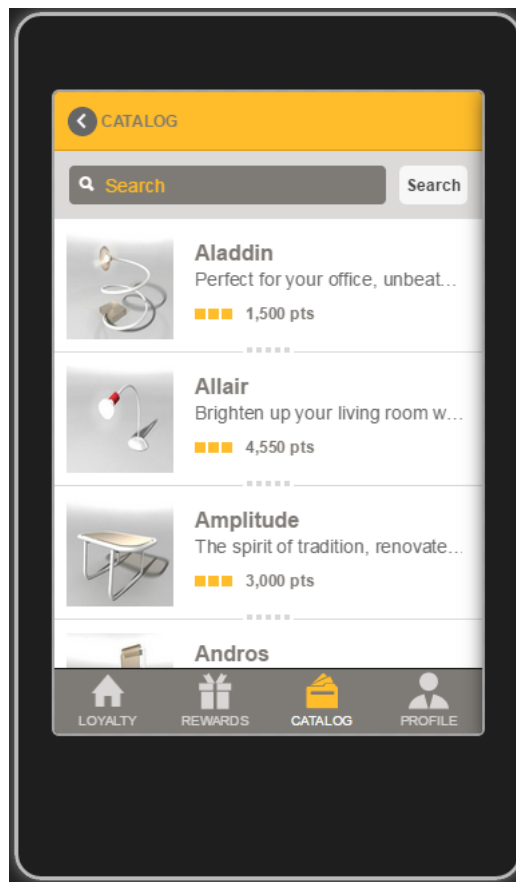 CATALOG
Search Search
Aladdin
Perfect for your office, unbeat...
1,500 pts
Allair
Brighten up your living room w...
4,550 pts
Amplitude
The spirit of tradition, renovate...
3,000 pts
Andros
LOYALTY REWARDS CATALOG PROFILE